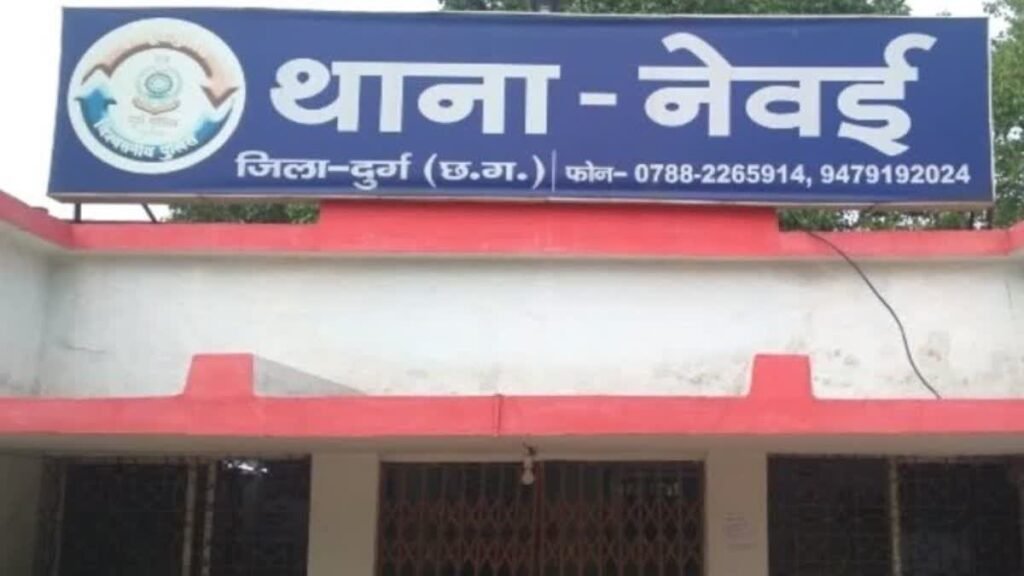 थाना - नेवई
जिला-दुर्ग (छ.ग.) फोन- 0788-2265914, 9479192024